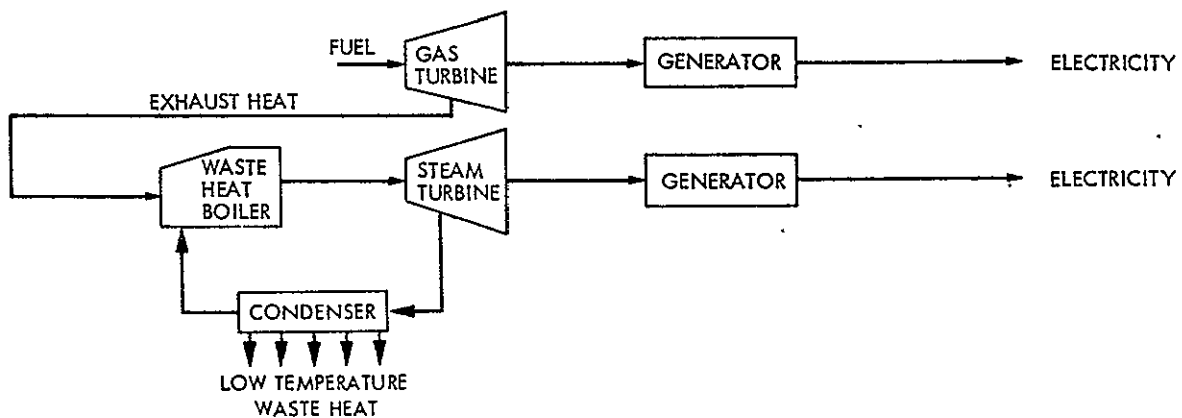 FUEL
GAS
TURBINE
GENERATOR
ELECTRICITY
EXHAUST HEAT
WASTE
HEAT
BOILER
STEAM
TURBINE
GENERATOR
ELECTRICITY
CONDENSER
LOW TEMPERATURE
WASTE HEAT